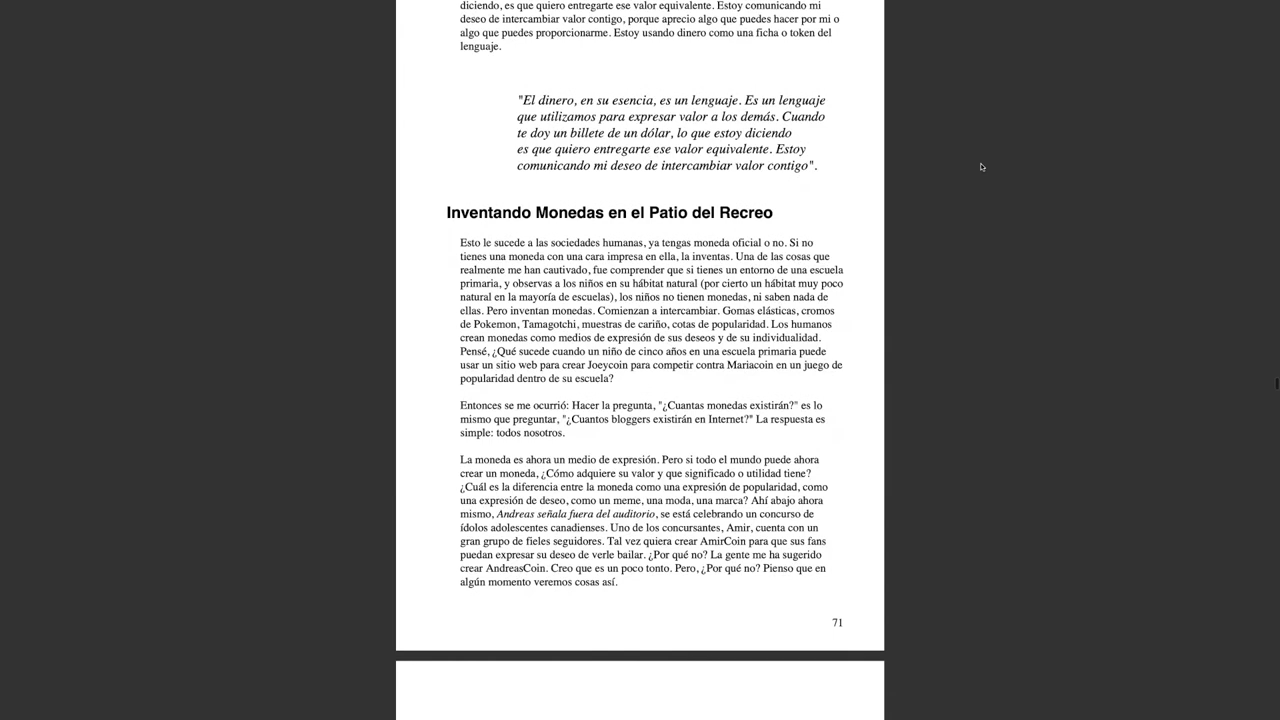 diciendo, es que quiero entregarte ese valor equivalente. Estoy comunicando mi
deseo de intercambiar valor contigo, porque aprecio algo que puedes hacer por mi o
algo que puedes proporcionarme. Estoy usando dinero como una ficha o token del
lenguaje.
"El dinero, en su esencia, es un lenguaje. Es un lenguaje
que utilizamos para expresar valor a los demás. Cuando
te doy un billete de un dólar, lo que estoy diciendo
es que quiero entregarte ese valor equivalente. Estoy
comunicando mi deseo de intercambiar valor contigo".
Inventando Monedas en el Patio del Recreo
Esto le sucede a las sociedades humanas, ya tengas moneda oficial o no. Si no
tienes una moneda con una cara impresa en ella, la inventas. Una de las cosas que
realmente me han cautivado, fue comprender que si tienes un entorno de una escuela
primaria, y observas a los niños en su hábitat natural (por cierto un hábitat muy poco
natural en la mayoría de escuelas), los niños no tienen monedas, ni saben nada de
ellas. Pero inventan monedas. Comienzan a intercambiar. Gomas elásticas, cromos
de Pokemon, Tamagotchi, muestras de cariño, cotas de popularidad. Los humanos
crean monedas como medios de expresión de sus deseos y de su individualidad.
Pensé, ¿Qué sucede cuando un niño de cinco años en una escuela primaria puede
usar un sitio web para crear Joeycoin para competir contra Mariacoin en un juego de
popularidad dentro de su escuela?
Entonces se me ocurrió: Hacer la pregunta, "¿Cuantas monedas existirán?" es lo
mismo que preguntar, "¿Cuantos bloggers existirán en Internet?" La respuesta es
simple: todos nosotros.
La moneda es ahora un medio de expresión. Pero si todo el mundo puede ahora
crear un moneda, ¿Cómo adquiere su valor y que significado o utilidad tiene?
¿Cuál es la diferencia entre la moneda como una expresión de popularidad, como
una expresión de deseo, como un meme, una moda, una marca? Ahí abajo ahora
mismo, Andreas señala fuera del auditorio, se está celebrando un concurso de
ídolos adolescentes canadienses. Uno de los concursantes, Amir, cuenta con un
gran grupo de fieles seguidores. Tal vez quiera crear AmirCoin para que sus fans
puedan expresar su deseo de verle bailar. ¿Por qué no? La gente me ha sugerido
crear AndreasCoin. Creo que es un poco tonto. Pero, ¿Por qué no? Pienso que en
algún momento veremos cosas así.
71